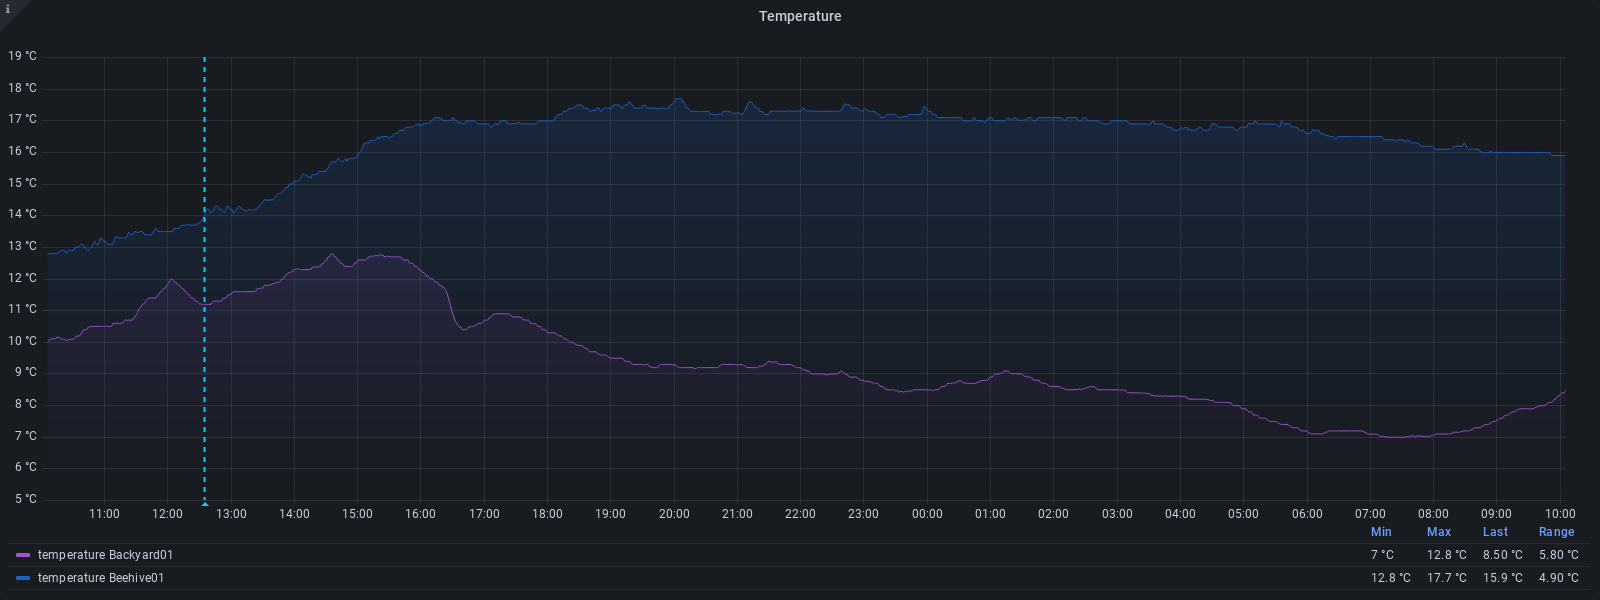 i
Temperature
19 °C
18 °C
17 °C
16 °C
15 °C
14 °C
13 °C
12 °C
11 °C
10 °C
9 °C
8 °C
7 °C
6 °C
5 °C
11:00 12:00 13:00 14:00 15:00 16:00 17:00 18:00 19:00 20:00 21:00 22:00 23:00 00:00 01:00 02:00 03:00 04:00 05:00 06:00 07:00 08:00 09:00 10:00
Min Max Last Range
temperature Backyard01 7 °C 12.8 °C 8.50 °C 5.80 °C
temperature Beehive01 12.8 °C 17.7 °C 15.9 °C 4.90 °C